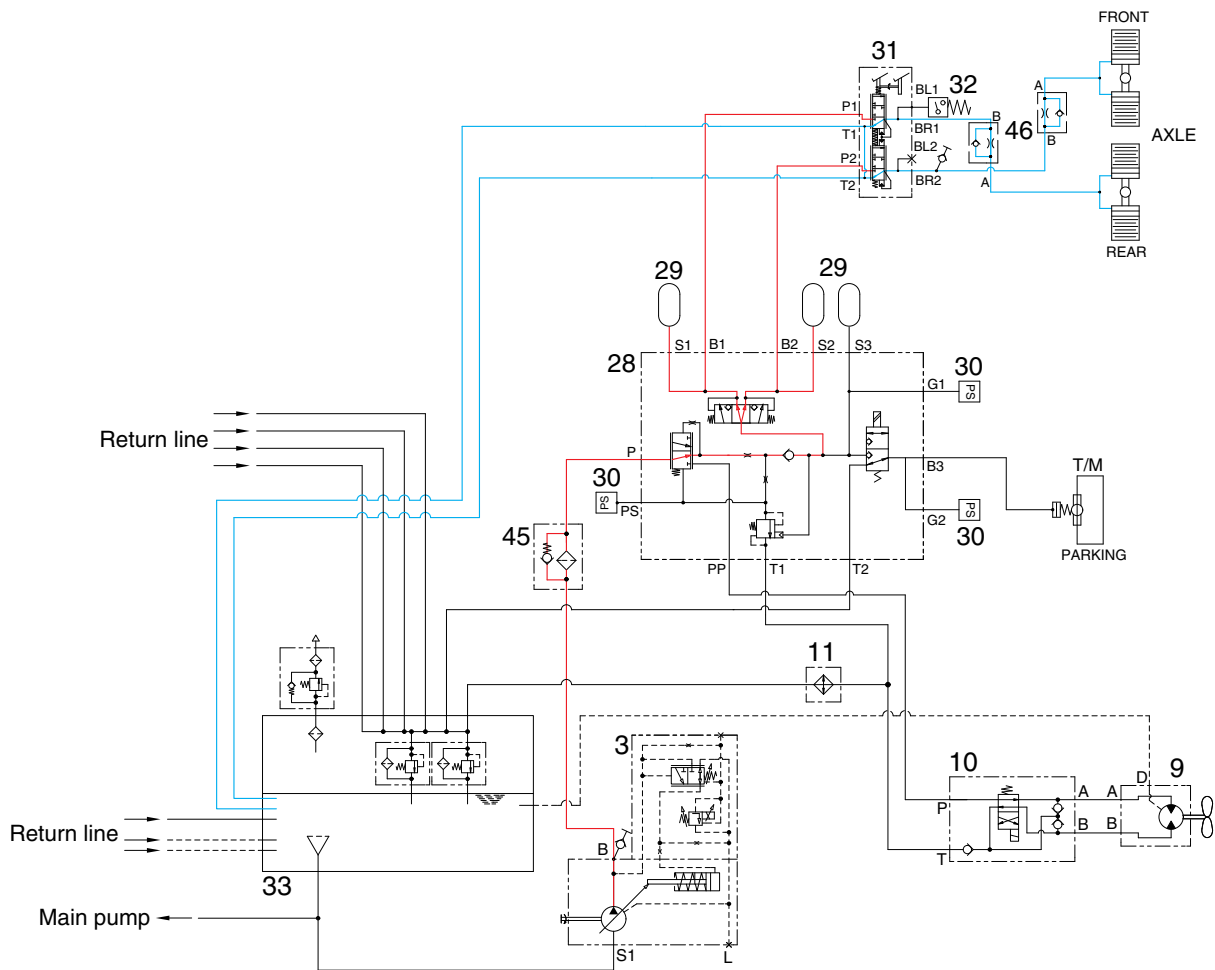 FRONT
31
BL1
32
P1
A
T1
BR1
B
46
AXLE
B
BL2
P2
T2
BR2
A
REAR
29
29
S1
B1
B2
S2
S3
28
30
G1
PS
Return line
P
B3
T/M
30
PS
PS
G2
PS
30
PARKING
45
PP
T1
T2
11
3
10
D
9
P
A
A
B
B
B
T
Return line
33
Main pump
S1
L